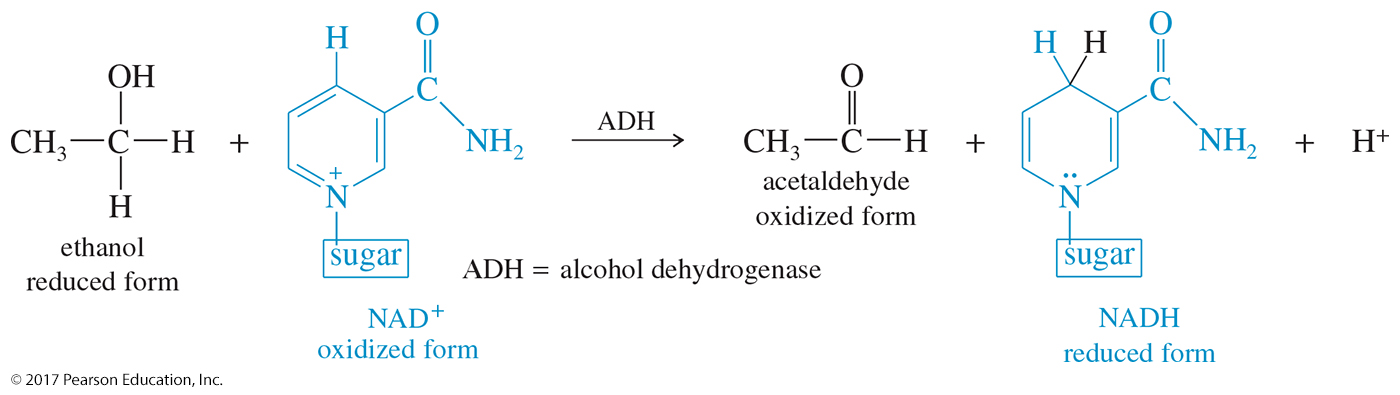 OH
CH₃—C—H
H
ethanol
reduced form
+
H
O
C
NH₂
+
N
sugar
NAD⁺
oxidized form
ADH
ADH = alcohol dehydrogenase
O
CH₃—C—H
acetaldehyde
oxidized form
+
H H
O
C
NH₂
N
sugar
NADH
reduced form
+
H⁺
© 2017 Pearson Education, Inc.